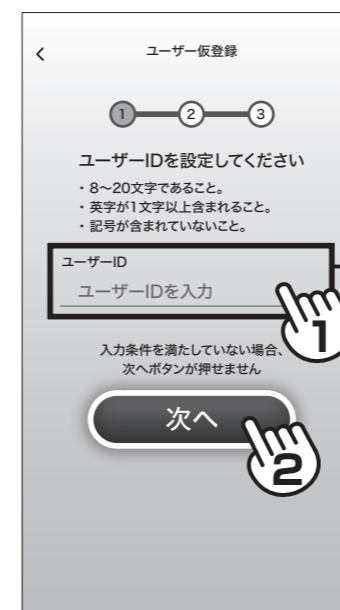 ユーザー仮登録
1 2 3
ユーザーIDを設定してください
・8〜20文字であること。
・英字が1文字以上含まれること。
・記号が含まれていないこと。
ユーザーID
ユーザーIDを入力
1
入力条件を満たしていない場合、
次へボタンが押せません
次へ
2